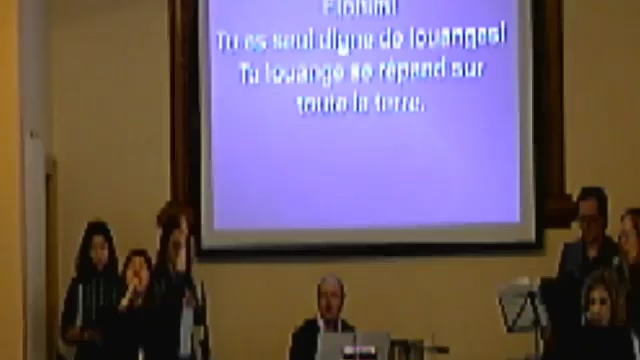 Elohim!
Tu es seul digne de louanges!
Ta louange se répand sur
toute la terre.